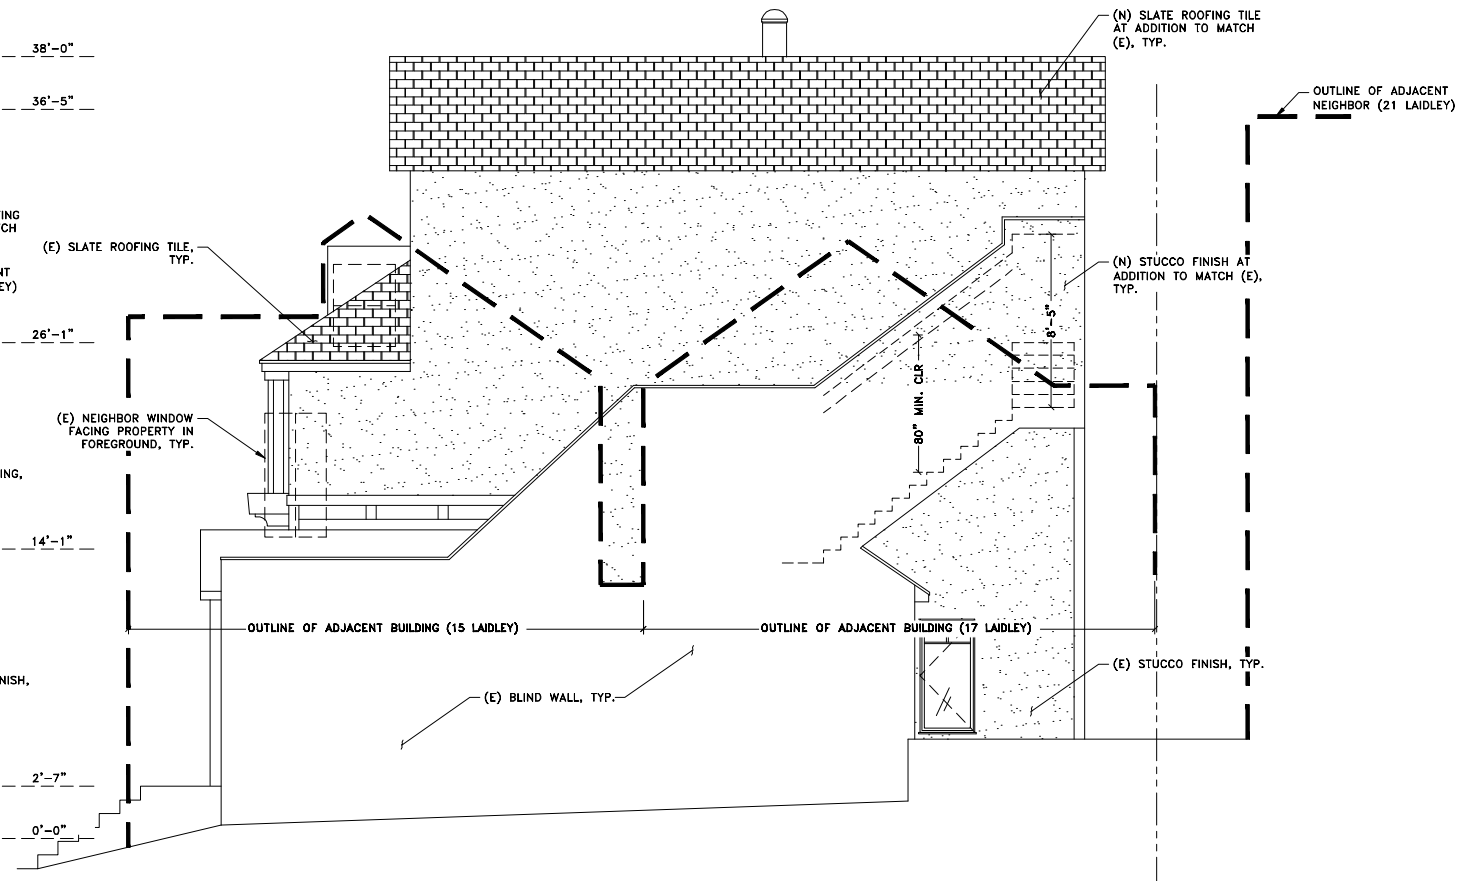 (N) SLATE ROOFING TILE
AT ADDITION TO MATCH
(E), TYP.
38'-0"
36'-5"
OUTLINE OF ADJACENT
NEIGHBOR (21 LAIDLEY)
(E) SLATE ROOFING TILE,
TYP.
(N) STUCCO FINISH AT
ADDITION TO MATCH (E),
TYP.
26'-1"
8'-5"
80" MIN. CLR
(E) NEIGHBOR WINDOW
FACING PROPERTY IN
FOREGROUND, TYP.
14'-1"
OUTLINE OF ADJACENT BUILDING (15 LAIDLEY)
OUTLINE OF ADJACENT BUILDING (17 LAIDLEY)
(E) STUCCO FINISH, TYP.
(E) BLIND WALL, TYP.
2'-7"
0'-0"